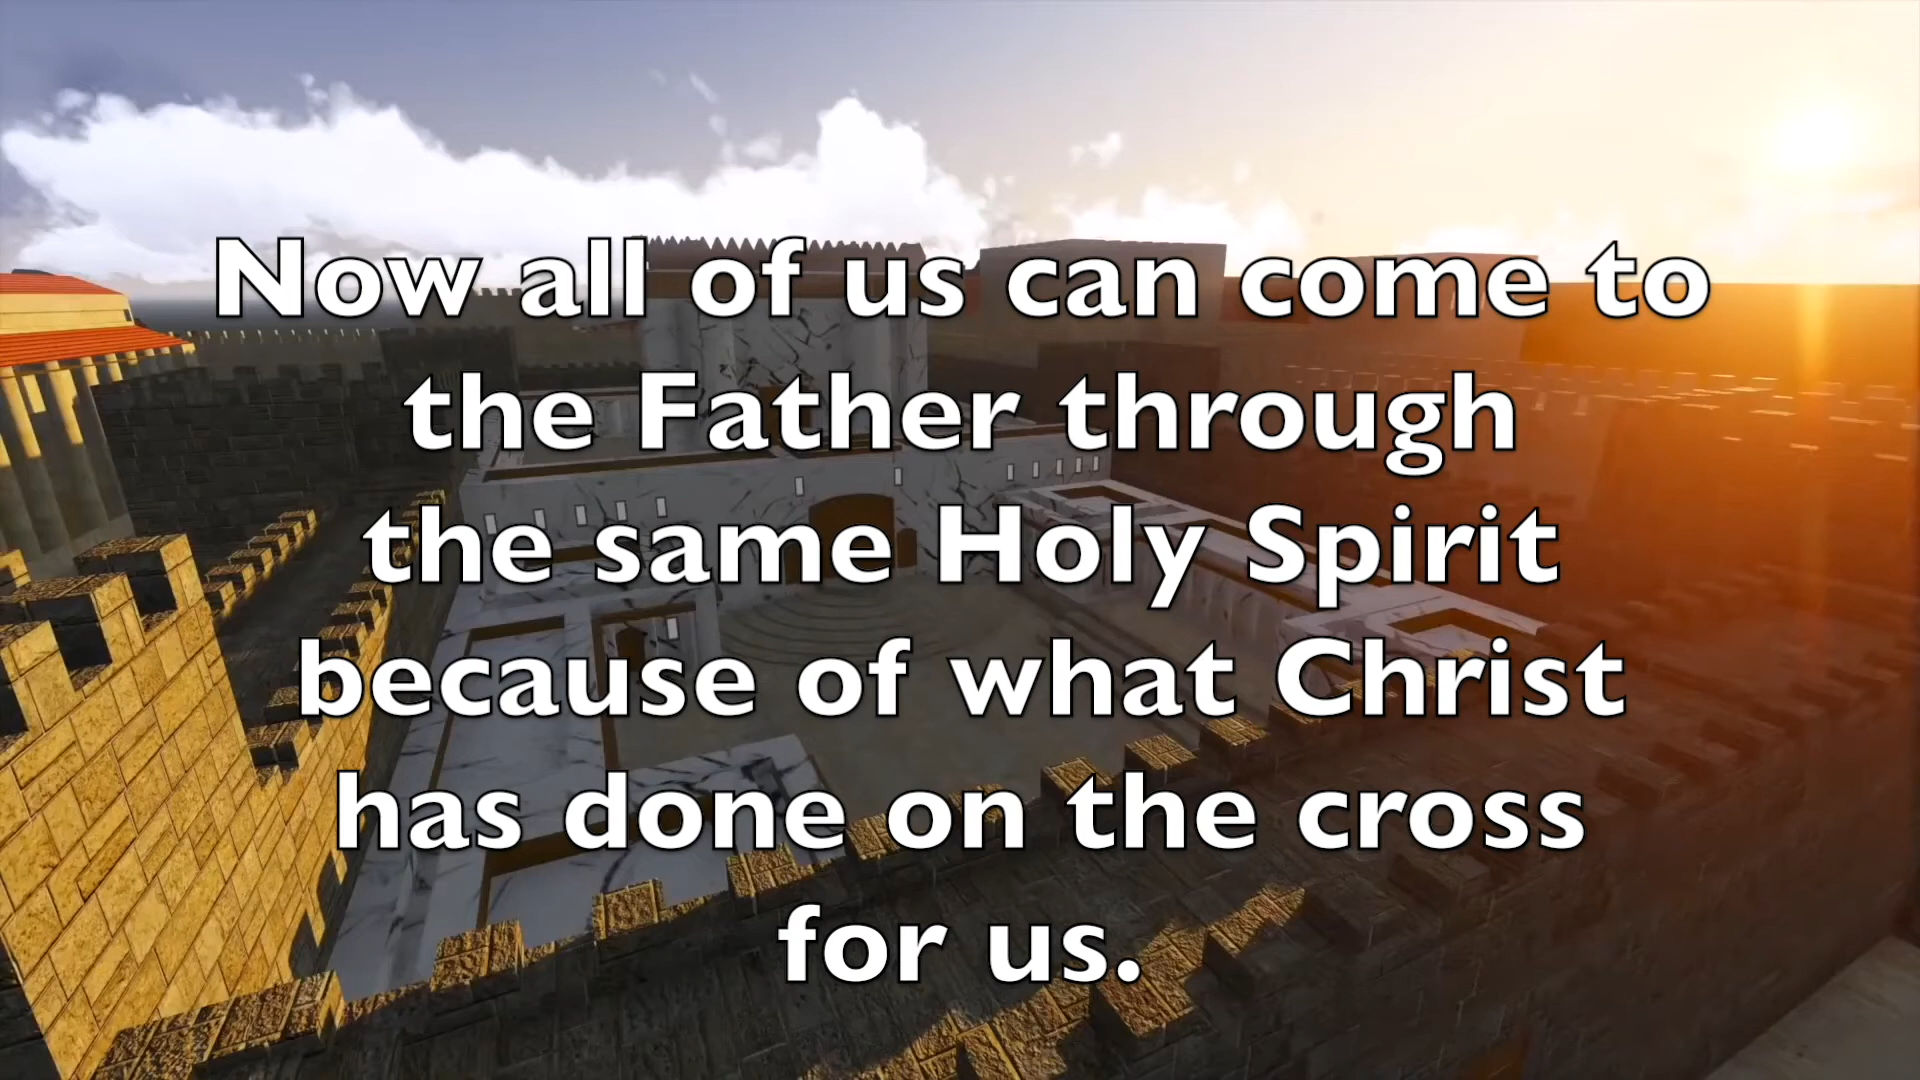 Now all of us can come to
the Father through
the same Holy Spirit
because of what Christ
has done on the cross
for us.